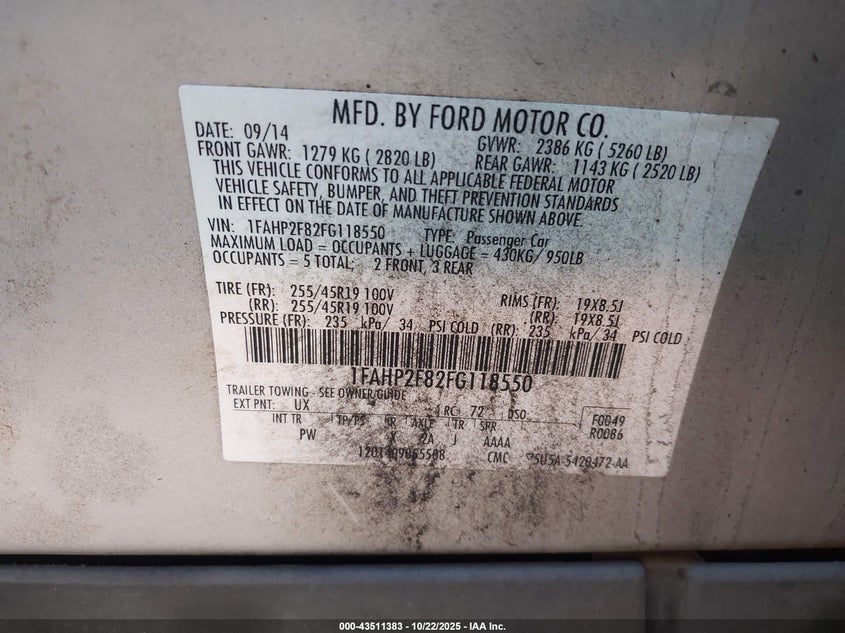 MFD. BY FORD MOTOR CO.
DATE: 09/14 GVWR: 2386 KG ( 5260 LB)
FRONT GAWR: 1279 KG ( 2820 LB) REAR GAWR: 1143 KG ( 2520 LB)
THIS VEHICLE CONFORMS TO ALL APPLICABLE FEDERAL MOTOR
VEHICLE SAFETY, BUMPER, AND THEFT PREVENTION STANDARDS
IN EFFECT ON THE DATE OF MANUFACTURE SHOWN ABOVE.
VIN: 1FAHP2F82FG118550 TYPE: Passenger Car
MAXIMUM LOAD = OCCUPANTS + LUGGAGE = 430KG/ 950LB
OCCUPANTS = 5 TOTAL: 2 FRONT, 3 REAR
TIRE (FR): 255/45R19 100V RIMS (FR): 19X8.5J
(RR): 255/45R19 100V (RR): 19X8.5J
PRESSURE (FR): 235 kPa/ 34 PSI COLD (RR): 235 kPa/ 34 PSI COLD
1FAHP2F82FG118550
TRAILER TOWING - SEE OWNER GUIDE
EXT PNT: UX RC: 72 DSO: F0049
INT TR TP/PS R AXLE TR SPR R0086
PW X 2A J AAAA
CMC
000-43511383 - 10/22/2025 - IAA Inc.